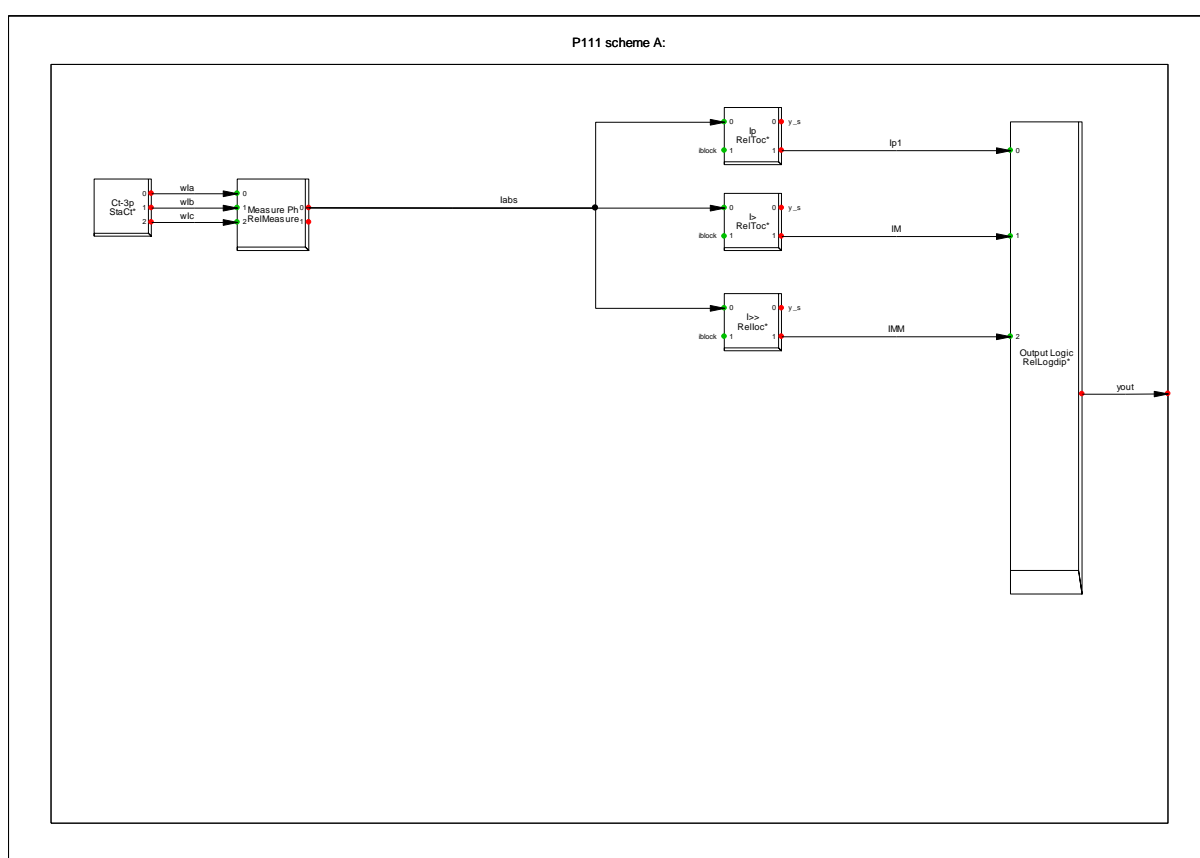 P111 scheme A:
0
Ip
RelToc*
0
y_s
iblock
1
1
Ip1
0
Ct-3p
StaCt*
0
1
2
wIa
wIb
wIc
0
1
2
Measure Ph
RelMeasure
0
1
Iabs
0
I>
RelToc*
0
y_s
iblock
1
1
IM
1
0
I>>
RelIoc*
0
y_s
iblock
1
1
IMM
2
Output Logic
RelLogdip*
yout